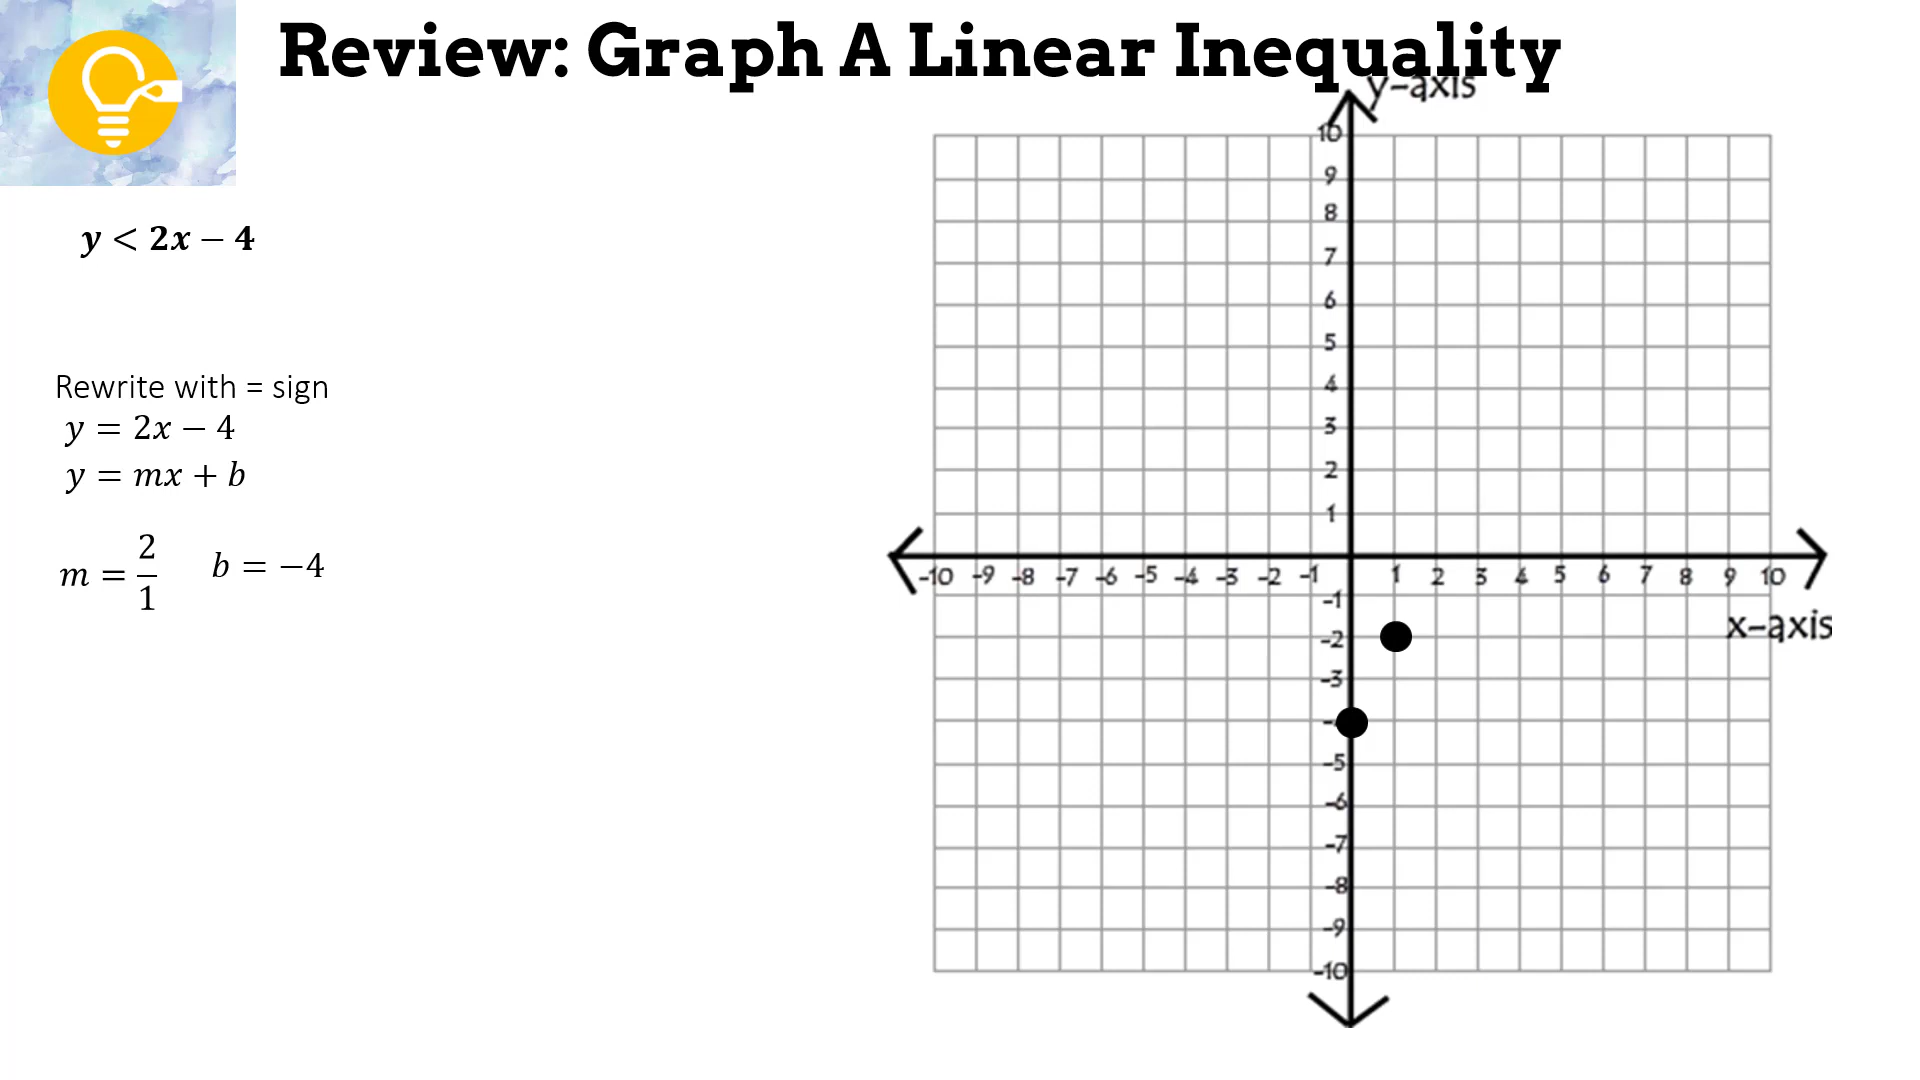 Review: Graph A Linear Inequality
y < 2x − 4
Rewrite with = sign
y = 2x − 4
y = mx + b
m = 2/1 b = −4
y-axis
10
9
8
7
6
5
4
3
2
1
-10 -9 -8 -7 -6 -5 -4 -3 -2 -1 1 2 3 4 5 6 7 8 9 10
-1
x-axis
-2
-3
-5
-6
-7
-8
-9
-10